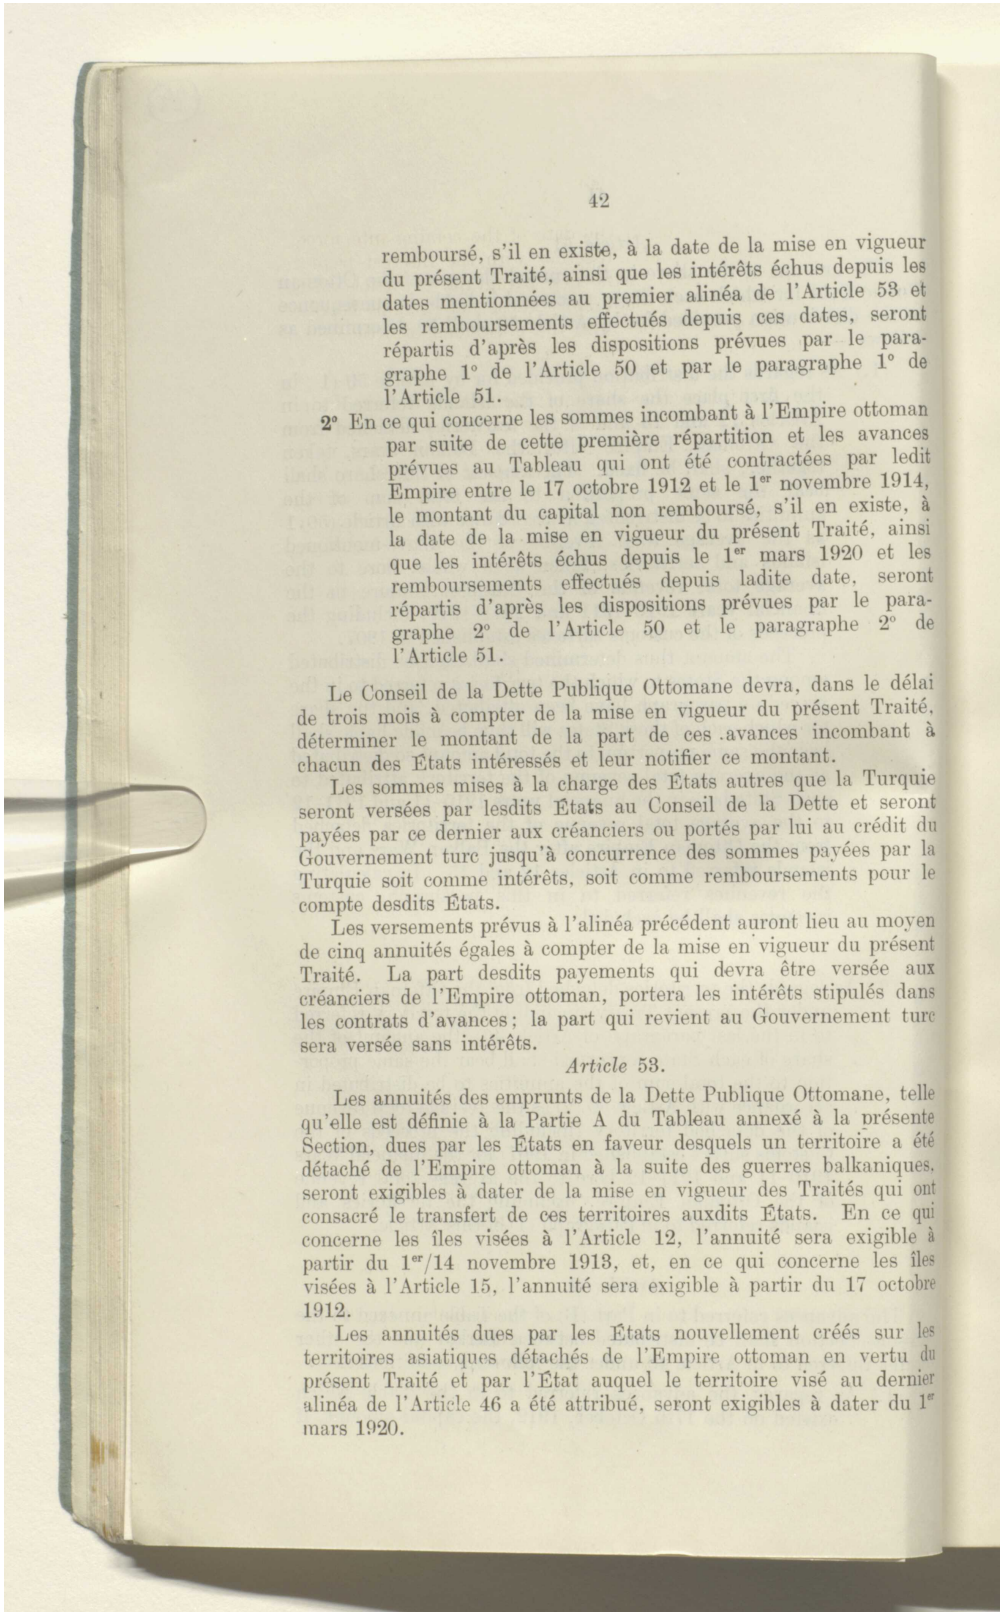 42
remboursé, s'il en existe, à la date de la mise en vigueur
du présent Traité, ainsi que les intérêts échus depuis les
dates mentionnées au premier alinéa de l'Article 53 et
les remboursements effectués depuis ces dates, seront
répartis d'après les dispositions prévues par le para-
graphe 1° de l'Article 50 et par le paragraphe 1° de
l'Article 51.
2° En ce qui concerne les sommes incombant à l'Empire ottoman
par suite de cette première répartition et les avances
prévues au Tableau qui ont été contractées par ledit
Empire entre le 17 octobre 1912 et le 1er novembre 1914,
le montant du capital non remboursé, s'il en existe, à
la date de la mise en vigueur du présent Traité, ainsi
que les intérêts échus depuis le 1er mars 1920 et les
remboursements effectués depuis ladite date, seront
répartis d'après les dispositions prévues par le para-
graphe 2° de l'Article 50 et le paragraphe 2° de
l'Article 51.
Le Conseil de la Dette Publique Ottomane devra, dans le délai
de trois mois à compter de la mise en vigueur du présent Traité,
déterminer le montant de la part de ces .avances incombant à
chacun des États intéressés et leur notifier ce montant.
Les sommes mises à la charge des États autres que la Turquie
seront versées par lesdits États au Conseil de la Dette et seront
payées par ce dernier aux créanciers ou portés par lui au crédit du
Gouvernement turc jusqu'à concurrence des sommes payées par la
Turquie soit comme intérêts, soit comme remboursements pour le
compte desdits États.
Les versements prévus à l'alinéa précédent auront lieu au moyen
de cinq annuités égales à compter de la mise en vigueur du présent
Traité. La part desdits payements qui devra être versée aux
créanciers de l'Empire ottoman, portera les intérêts stipulés dans
les contrats d'avances; la part qui revient au Gouvernement turc
sera versée sans intérêts.
Article 53.
Les annuités des emprunts de la Dette Publique Ottomane, telle
qu'elle est définie à la Partie A du Tableau annexé à la présente
Section, dues par les États en faveur desquels un territoire a été
détaché de l'Empire ottoman à la suite des guerres balkaniques,
seront exigibles à dater de la mise en vigueur des Traités qui ont
consacré le transfert de ces territoires auxdits États. En ce qui
concerne les îles visées à l'Article 12, l'annuité sera exigible à
partir du 1er/14 novembre 1913, et, en ce qui concerne les îles
visées à l'Article 15, l'annuité sera exigible à partir du 17 octobre
1912.
Les annuités dues par les États nouvellement créés sur les
territoires asiatiques détachés de l'Empire ottoman en vertu du
présent Traité et par l'État auquel le territoire visé au dernier
alinéa de l'Article 46 a été attribué, seront exigibles à dater du 1er
mars 1920.